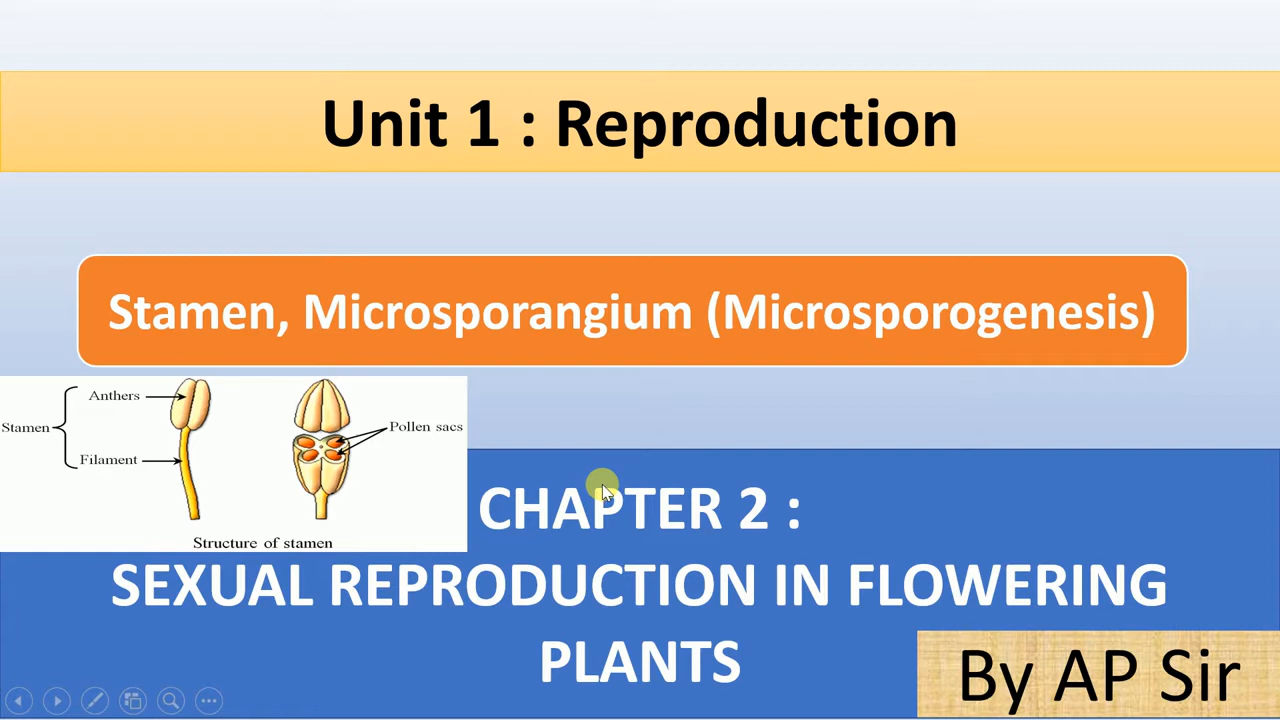 Unit 1 : Reproduction
Stamen, Microsporangium (Microsporogenesis)
Anthers
Stamen
Filament
Pollen sacs
Structure of stamen
CHAPTER 2 :
SEXUAL REPRODUCTION IN FLOWERING
PLANTS
By AP Sir